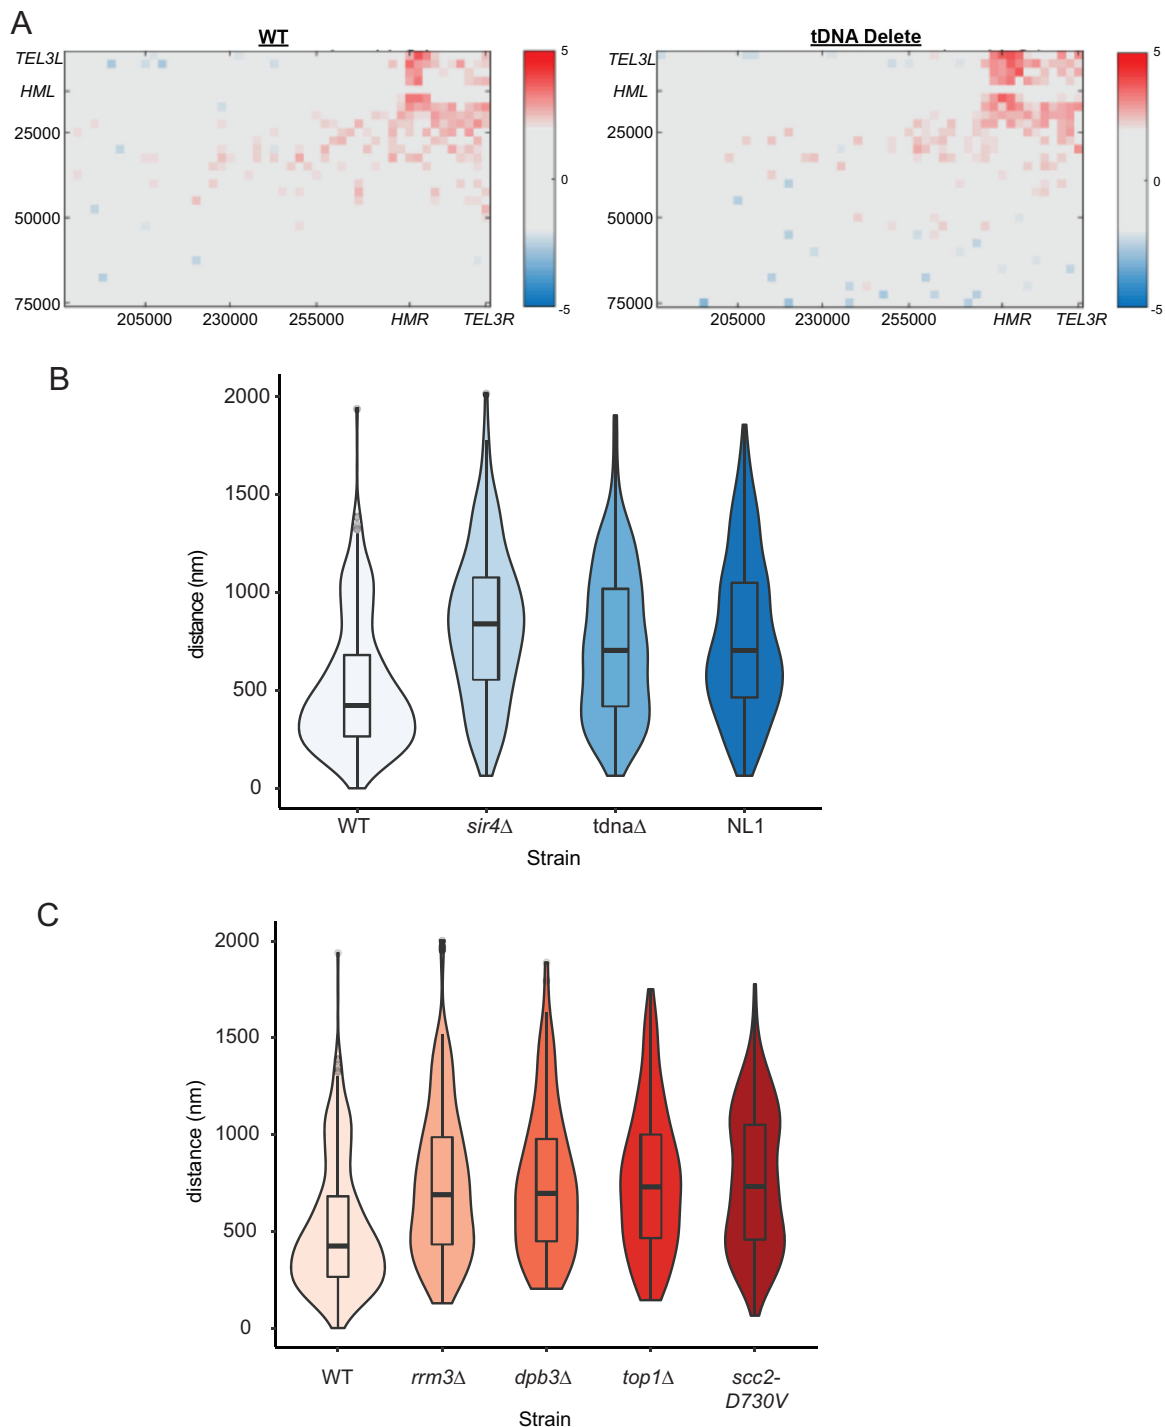 A
WT
tDNA Delete
TEL3L
HML
25000
50000
75000
205000
230000
255000
HMR
TEL3R
5
0
-5
TEL3L
HML
25000
50000
75000
205000
230000
255000
HMR
TEL3R
5
0
-5
B
distance (nm)
2000
1500
1000
500
0
WT
sir4Δ
tdnaΔ
NL1
Strain
C
distance (nm)
2000
1500
1000
500
0
WT
rrm3Δ
dpb3Δ
top1Δ
scc2-
D730V
Strain